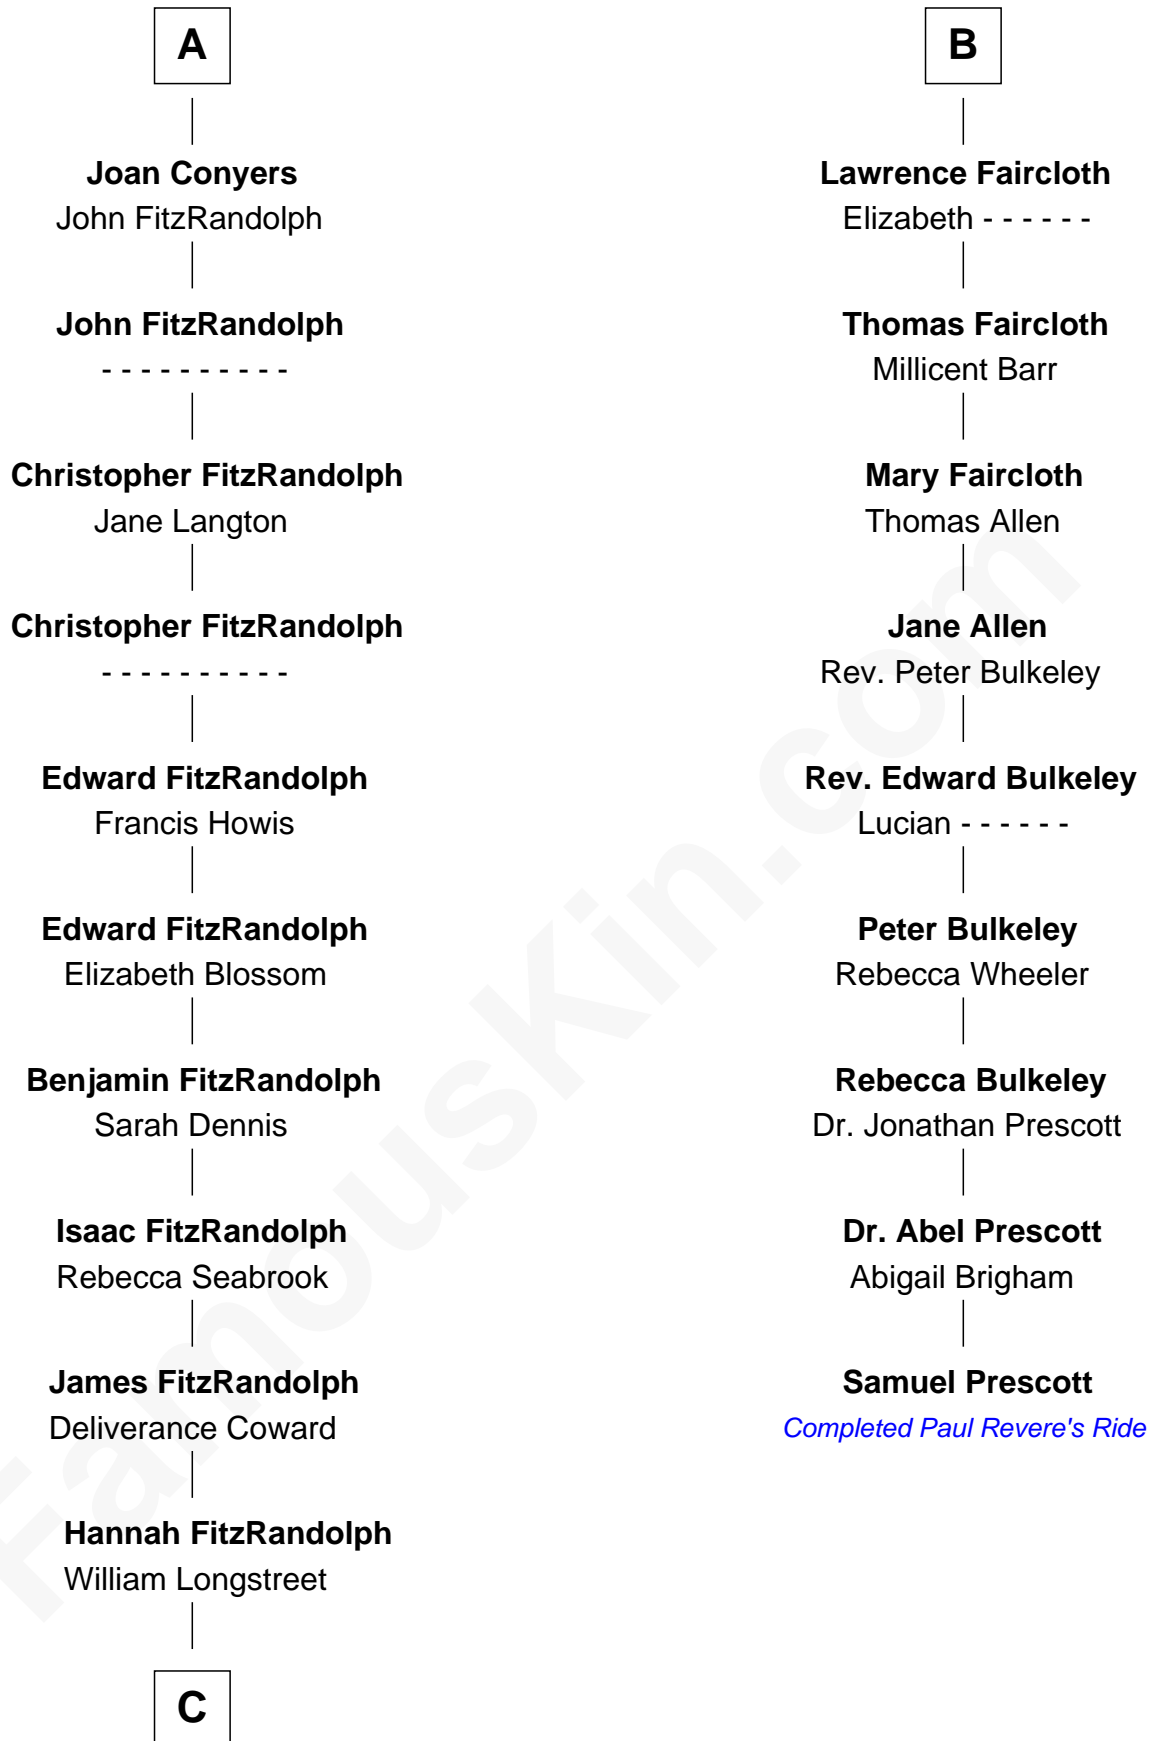 A
Joan Conyers
John FitzRandolph
John FitzRandolph
- - - - - - - - - -
Christopher FitzRandolph
Jane Langton
Christopher FitzRandolph
- - - - - - - - - -
Edward FitzRandolph
Francis Howis
Edward FitzRandolph
Elizabeth Blossom
Benjamin FitzRandolph
Sarah Dennis
Isaac FitzRandolph
Rebecca Seabrook
James FitzRandolph
Deliverance Coward
Hannah FitzRandolph
William Longstreet
C
B
Lawrence Faircloth
Elizabeth - - - - - -
Thomas Faircloth
Millicent Barr
Mary Faircloth
Thomas Allen
Jane Allen
Rev. Peter Bulkeley
Rev. Edward Bulkeley
Lucian - - - - - -
Peter Bulkeley
Rebecca Wheeler
Rebecca Bulkeley
Dr. Jonathan Prescott
Dr. Abel Prescott
Abigail Brigham
Samuel Prescott
Completed Paul Revere's Ride
FamousKin.com